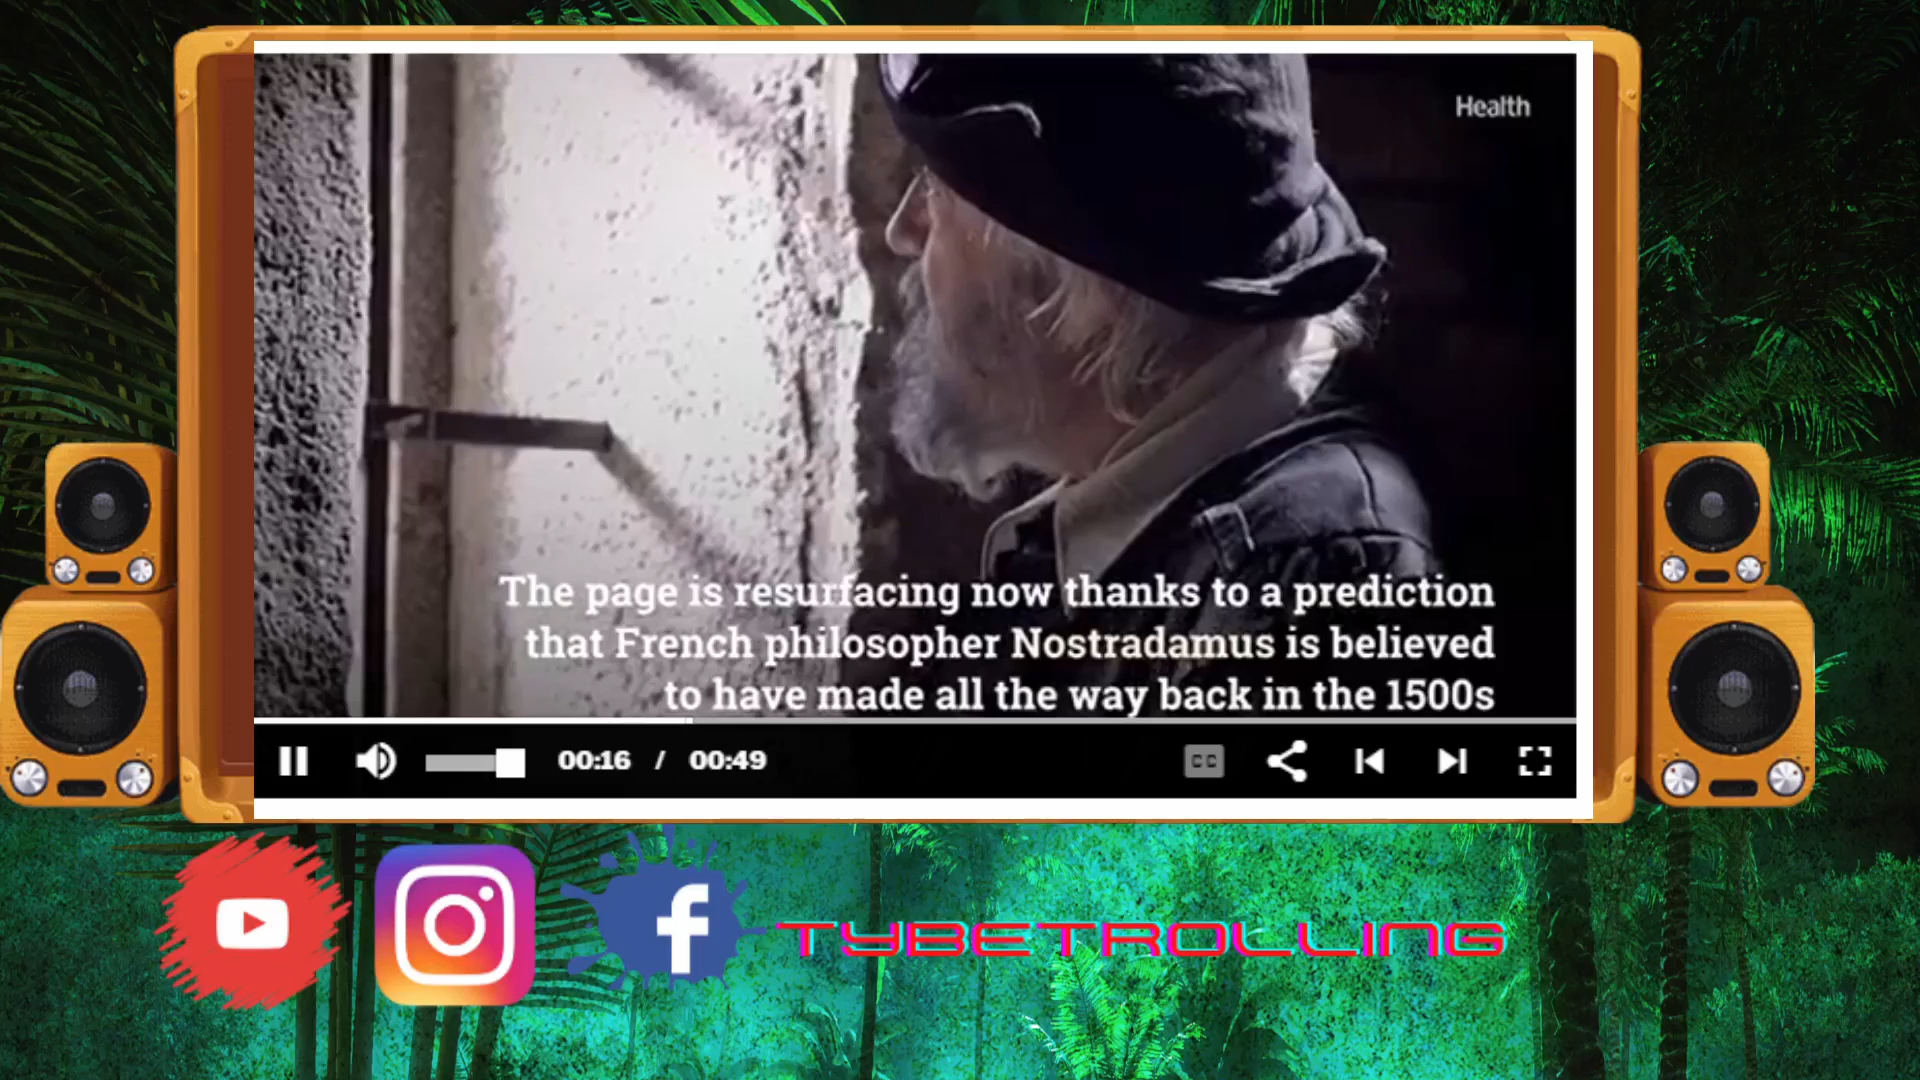 Health
The page is resurfacing now thanks to a prediction
that French philosopher Nostradamus is believed
to have made all the way back in the 1500s
00:16 / 00:49
CC
f
TYBETROLLING